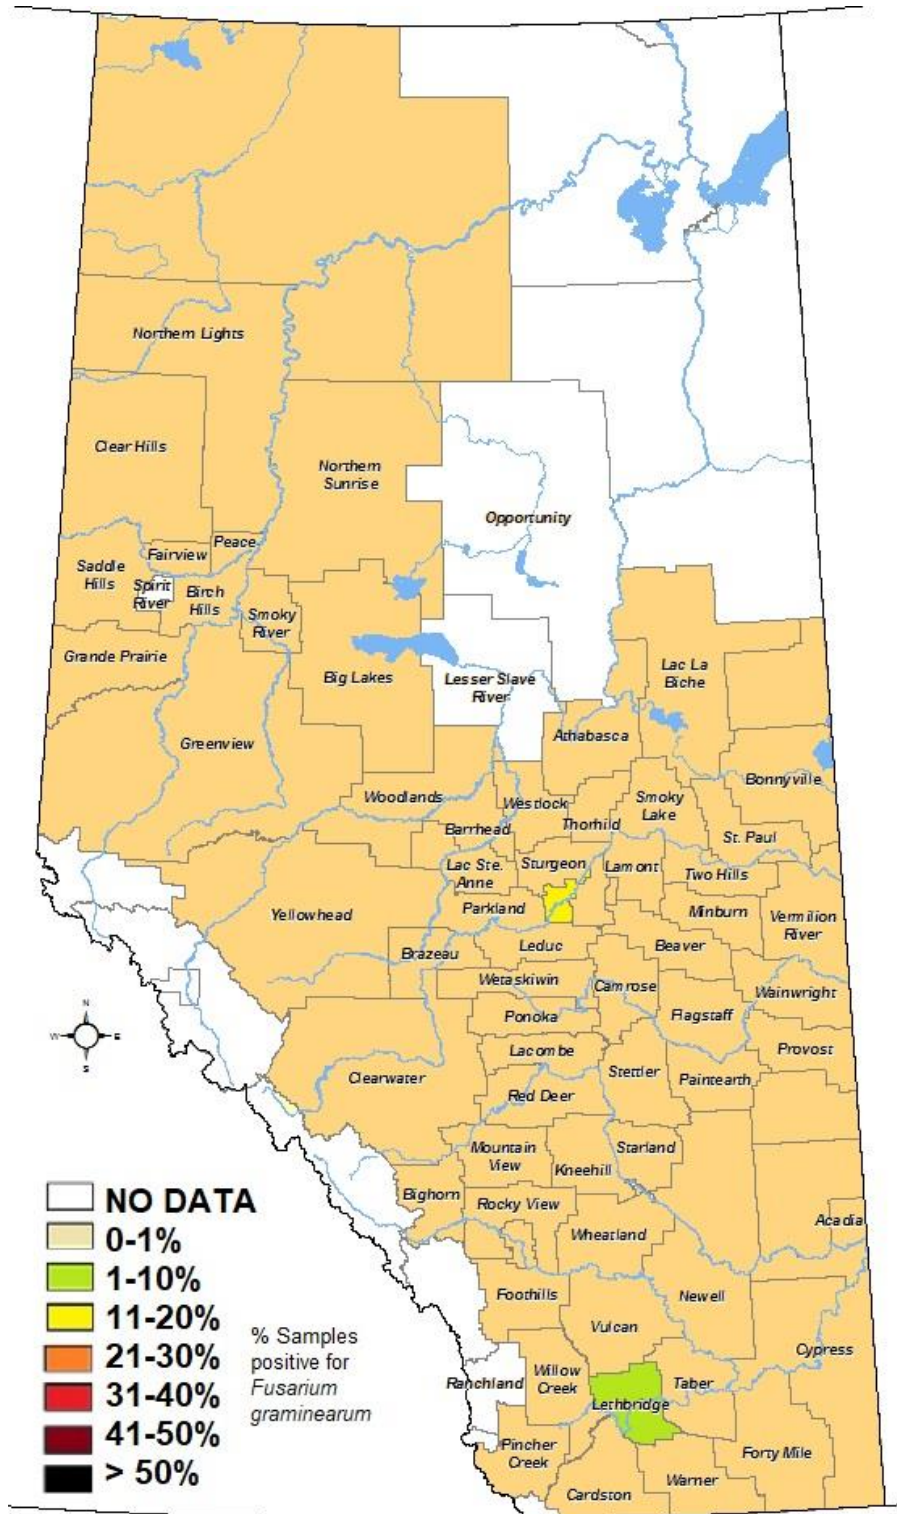 Northern Lights
Clear Hills
Northern
Sunrise
Opportunity
Peace
Fairview
Saddle
Hills
Spirit
River
Birch
Hills
Smoky
River
Grande Prairie
Big Lakes
Lesser Slave
River
Lac La
Biche
Athabasca
Greenview
Bonnyville
Woodlands
Westlock
Smoky
Lake
Thorhild
Barrhead
St. Paul
Lac Ste.
Anne
Sturgeon
Lamont
Two Hills
Yellowhead
Parkland
Minburn
Vermilion
River
Brazeau
Leduc
Beaver
Wetaskiwin
Camrose
Wainwright
Ponoka
Flagstaff
N
W
E
S
Lacombe
Provost
Clearwater
Stettler
Paintearth
Red Deer
Mountain
View
Starland
Kneehill
Bighorn
Rocky View
Acadia
Wheatland
Foothills
Newell
Vulcan
Cypress
Ranchland
Willow
Creek
Taber
Lethbridge
Pincher
Creek
Forty Mile
Warner
Cardston
NO DATA
0-1%
1-10%
11-20%
21-30%
31-40%
41-50%
> 50%
% Samples
positive for
Fusarium
graminearum